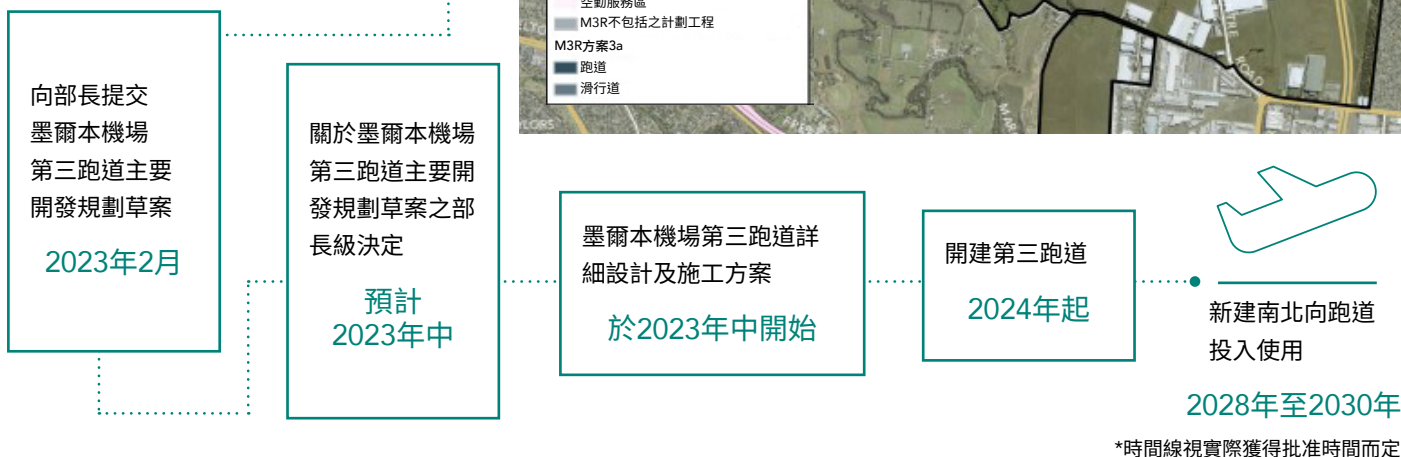 空勤服務區
M3R不包括之計劃工程
M3R方案3a
跑道
滑行道
向部長提交
墨爾本機場
第三跑道主要
開發規劃草案
2023年2月
關於墨爾本機場
第三跑道主要開
發規劃草案之部
長級決定
預計
2023年中
墨爾本機場第三跑道詳
細設計及施工方案
於2023年中開始
開建第三跑道
2024年起
新建南北向跑道
投入使用
2028年至2030年
*時間線視實際獲得批准時間而定